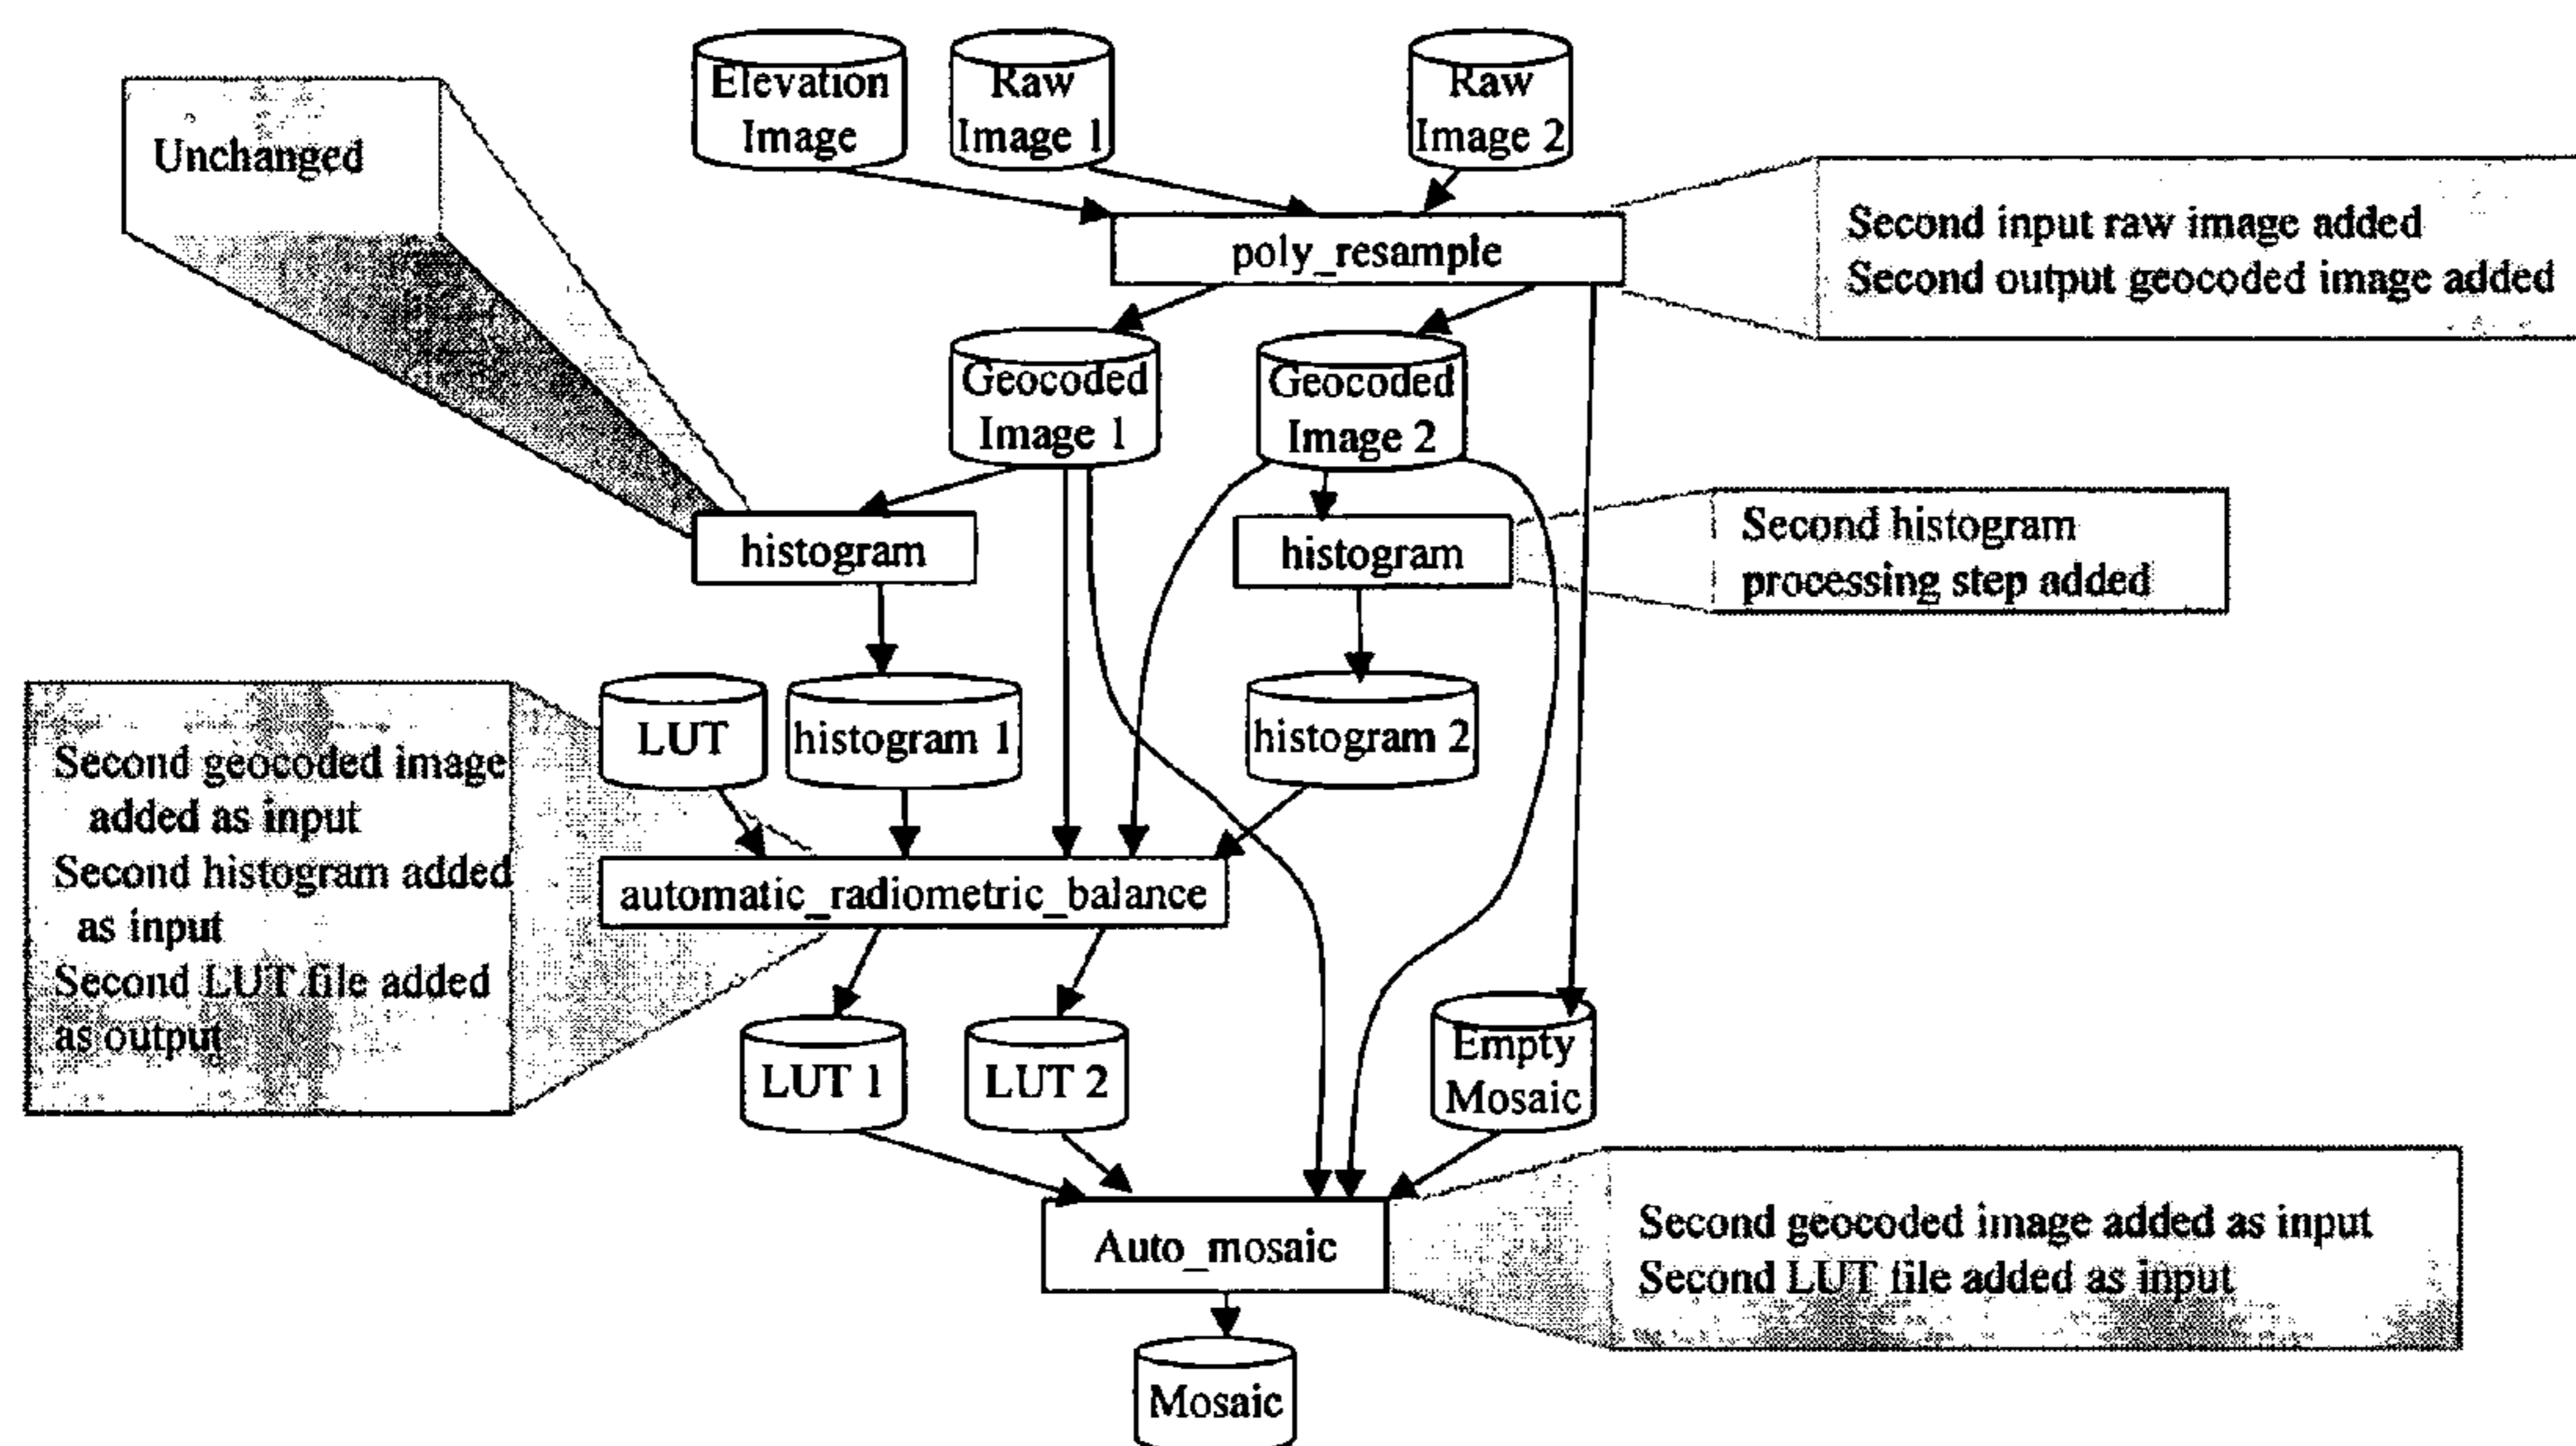 Elevation
Image
Raw
Image 1
Raw
Image 2
Unchanged
Second input raw image added
Second output geocoded image added
poly_resample
Geocoded
Image 1
Geocoded
Image 2
histogram
histogram
Second histogram
processing step added
LUT
histogram 1
histogram 2
Second geocoded image
added as input
Second histogram added
as input
Second LUT file added
as output
automatic_radiometric_balance
LUT 1
LUT 2
Empty
Mosaic
Auto_mosaic
Second geocoded image added as input
Second LUT file added as input
Mosaic